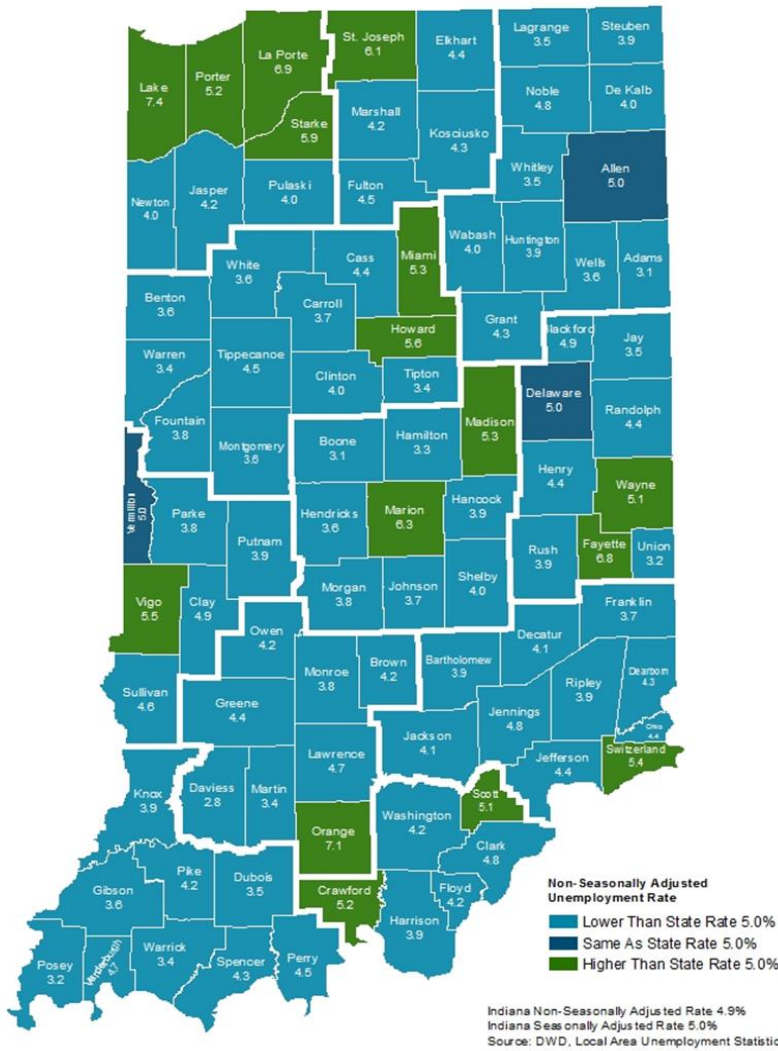 Lake
7.4
Porter
5.2
La Porte
6.9
St. Joseph
6.1
Elkhart
4.4
Lagrange
3.5
Steuben
3.9
Starke
5.9
Marshall
4.2
Kosciusko
4.3
Noble
4.8
De Kalb
4.0
Newton
4.0
Jasper
4.2
Pulaski
4.0
Fulton
4.5
Whitley
3.5
Allen
5.0
White
3.6
Cass
4.4
Miami
5.3
Wabash
4.0
Huntington
3.9
Wells
3.6
Adams
3.1
Benton
3.6
Carroll
3.7
Howard
5.6
Grant
4.3
Blackford
4.9
Jay
3.5
Warren
3.4
Tippecanoe
4.5
Clinton
4.0
Tipton
3.4
Madison
5.3
Delaware
5.0
Randolph
4.4
Fountain
3.8
Montgomery
3.6
Boone
3.1
Hamilton
3.3
Henry
4.4
Wayne
5.1
Vermillion
5.0
Parke
3.8
Putnam
3.9
Hendricks
3.6
Marion
6.3
Hancock
3.9
Rush
3.9
Fayette
6.8
Union
3.2
Vigo
5.5
Clay
4.9
Morgan
3.8
Johnson
3.7
Shelby
4.0
Franklin
3.7
Owen
4.2
Decatur
4.1
Sullivan
4.6
Greene
4.4
Monroe
3.8
Brown
4.2
Bartholomew
3.9
Ripley
3.9
Dearborn
4.3
Jennings
4.8
Ohio
4.4
Jackson
4.1
Jefferson
4.4
Switzerland
5.4
Knox
3.9
Daviess
2.8
Martin
3.4
Lawrence
4.7
Washington
4.2
Scott
5.1
Orange
7.1
Clark
4.8
Gibson
3.6
Pike
4.2
Dubois
3.5
Crawford
5.2
Harrison
3.9
Floyd
4.2
Posey
3.2
Vanderburgh
4.7
Warrick
3.4
Spencer
4.3
Perry
4.5
Non-Seasonally Adjusted
Unemployment Rate
Lower Than State Rate 5.0%
Same As State Rate 5.0%
Higher Than State Rate 5.0%
Indiana Non-Seasonally Adjusted Rate 4.9%
Indiana Seasonally Adjusted Rate 5.0%
Source: DWD, Local Area Unemployment Statistic